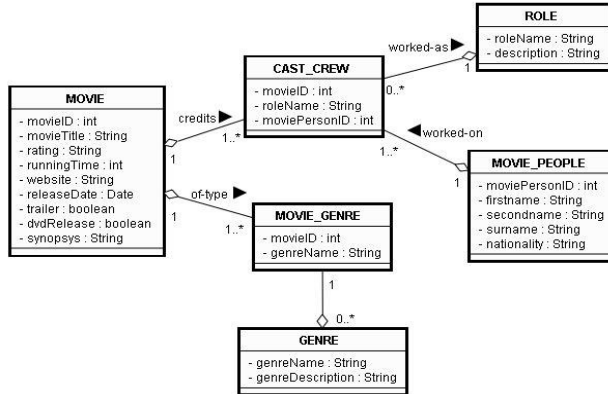 ROLE
- roleName : String
- description : String
worked-as ▶
1
0..*
CAST_CREW
- movieID : int
- roleName : String
- moviePersonID : int
MOVIE
- movieID : int
- movieTitle : String
- rating : String
- runningTime : int
- website : String
- releaseDate : Date
- trailer : boolean
- dvdRelease : boolean
- synopsys : String
credits ▶
1
1..*
◀worked-on
1..*
1
MOVIE_PEOPLE
- moviePersonID : int
- firstname : String
- secondname : String
- surname : String
- nationality : String
of-type ▶
1
1..*
MOVIE_GENRE
- movieID : int
- genreName : String
1
0..*
GENRE
- genreName : String
- genreDescription : String